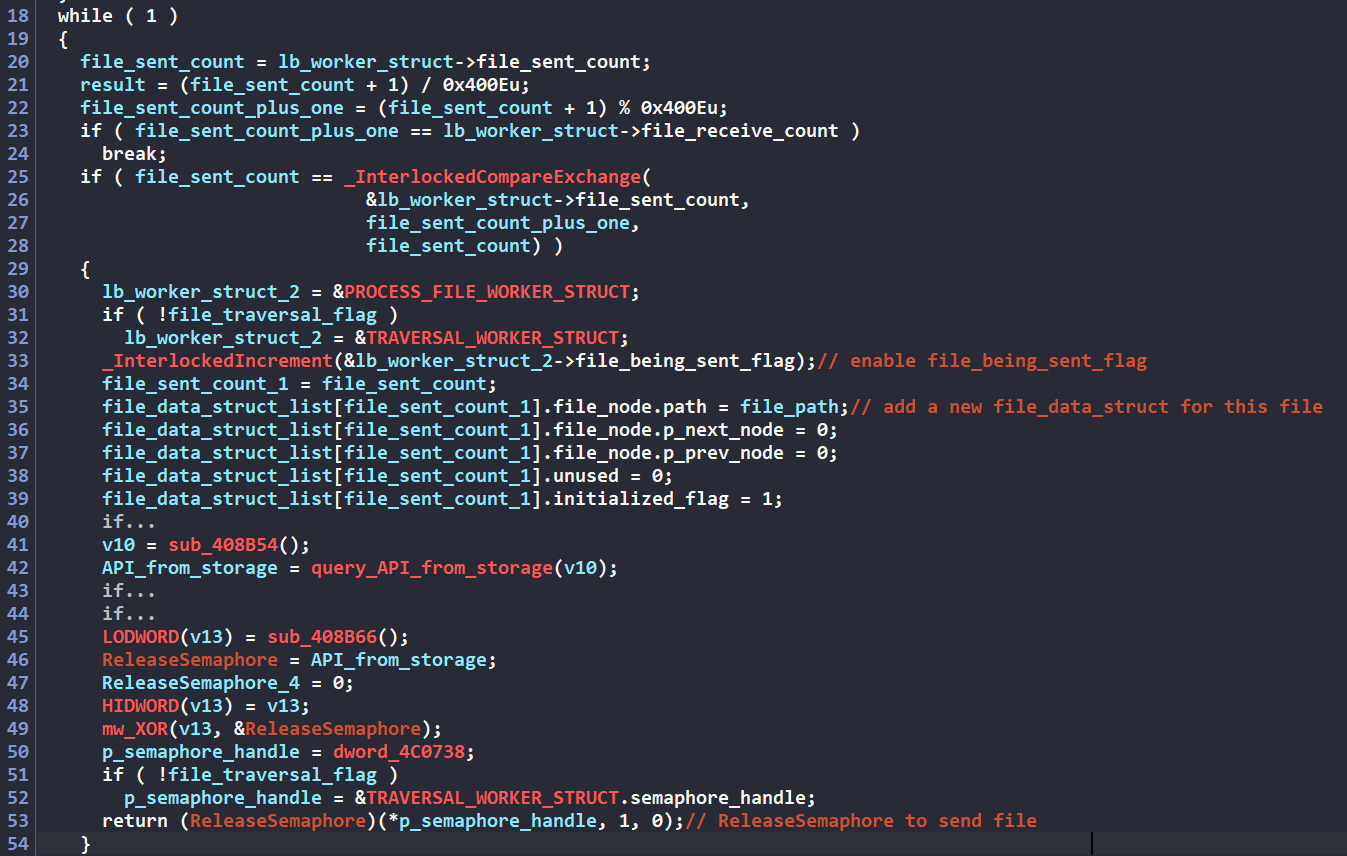 18 while ( 1 )
19 {
20 file_sent_count = lb_worker_struct->file_sent_count;
21 result = (file_sent_count + 1) / 0x400Eu;
22 file_sent_count_plus_one = (file_sent_count + 1) % 0x400Eu;
23 if ( file_sent_count_plus_one == lb_worker_struct->file_receive_count )
24 break;
25 if ( file_sent_count == _InterlockedCompareExchange(
26 &lb_worker_struct->file_sent_count,
27 file_sent_count_plus_one,
28 file_sent_count) )
29 {
30 lb_worker_struct_2 = &PROCESS_FILE_WORKER_STRUCT;
31 if ( !file_traversal_flag )
32 lb_worker_struct_2 = &TRAVERSAL_WORKER_STRUCT;
33 _InterlockedIncrement(&lb_worker_struct_2->file_being_sent_flag);// enable file_being_sent_flag
34 file_sent_count_1 = file_sent_count;
35 file_data_struct_list[file_sent_count_1].file_node.path = file_path;// add a new file_data_struct for this file
36 file_data_struct_list[file_sent_count_1].file_node.p_next_node = 0;
37 file_data_struct_list[file_sent_count_1].file_node.p_prev_node = 0;
38 file_data_struct_list[file_sent_count_1].unused = 0;
39 file_data_struct_list[file_sent_count_1].initialized_flag = 1;
40 if...
41 v10 = sub_408B54();
42 API_from_storage = query_API_from_storage(v10);
43 if...
44 if...
45 LODWORD(v13) = sub_408B66();
46 ReleaseSemaphore = API_from_storage;
47 ReleaseSemaphore_4 = 0;
48 HIDWORD(v13) = v13;
49 mw_XOR(v13, &ReleaseSemaphore);
50 p_semaphore_handle = dword_4C0738;
51 if ( !file_traversal_flag )
52 p_semaphore_handle = &TRAVERSAL_WORKER_STRUCT.semaphore_handle;
53 return (ReleaseSemaphore)(*p_semaphore_handle, 1, 0);// ReleaseSemaphore to send file
54 }